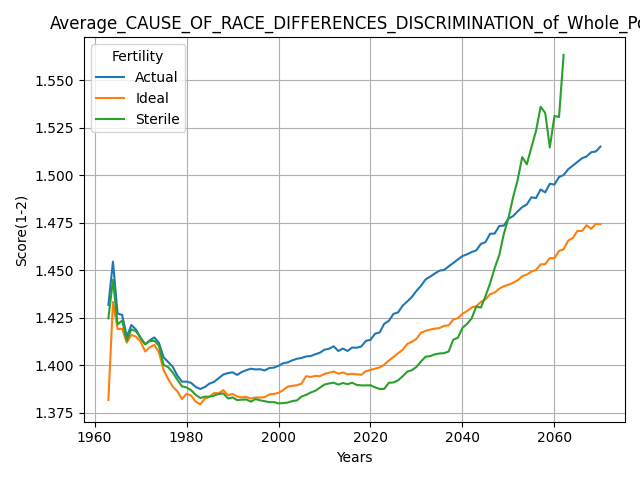 Average_CAUSE_OF_RACE_DIFFERENCES_DISCRIMINATION_of_Whole_Po
Fertility
Actual
Ideal
Sterile
Score(1-2)
1.550
1.525
1.500
1.475
1.450
1.425
1.400
1.375
1960 1980 2000 2020 2040 2060
Years